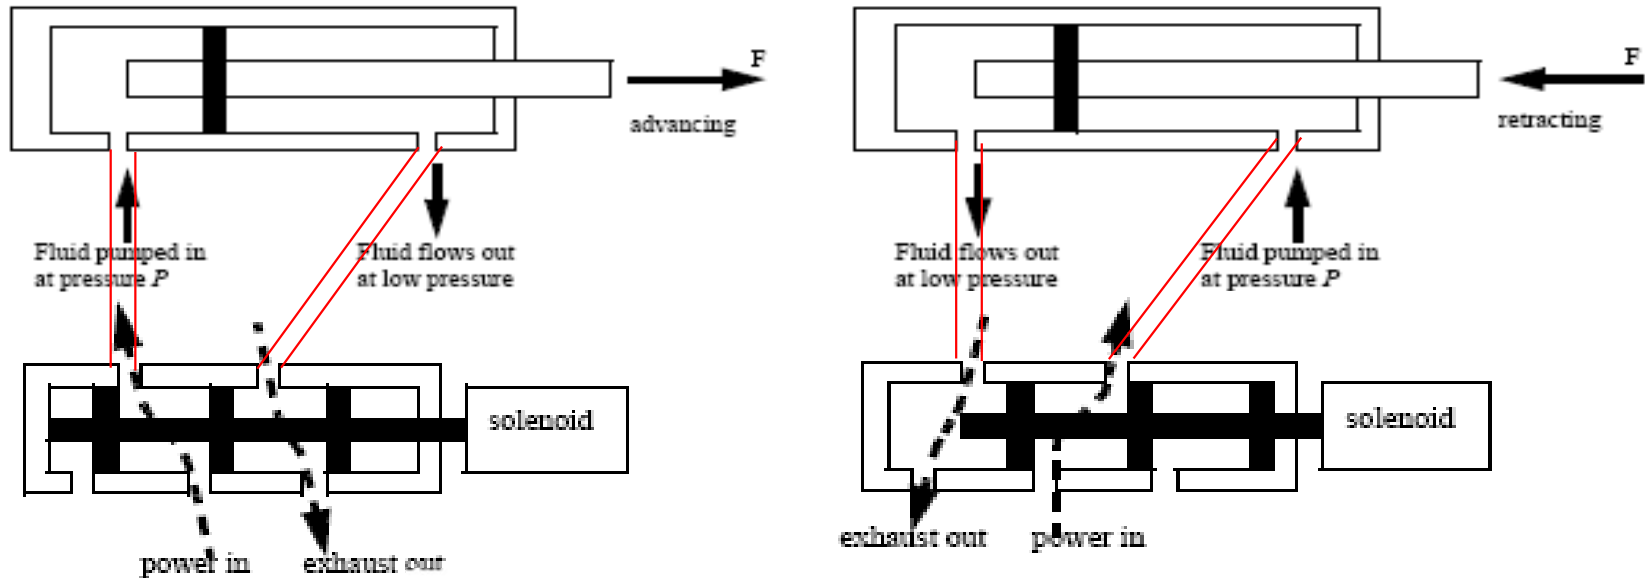 F
advancing
Fluid pumped in
at pressure P
Fluid flows out
at low pressure
solenoid
power in
exhaust out
F
retracting
Fluid flows out
at low pressure
Fluid pumped in
at pressure P
solenoid
exhaust out
power in